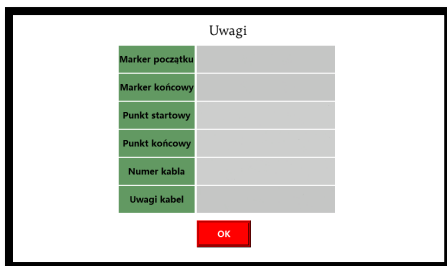 Uwagi
Marker początku
Marker końcowy
Punkt startowy
Punkt końcowy
Numer kabla
Uwagi kabel
OK